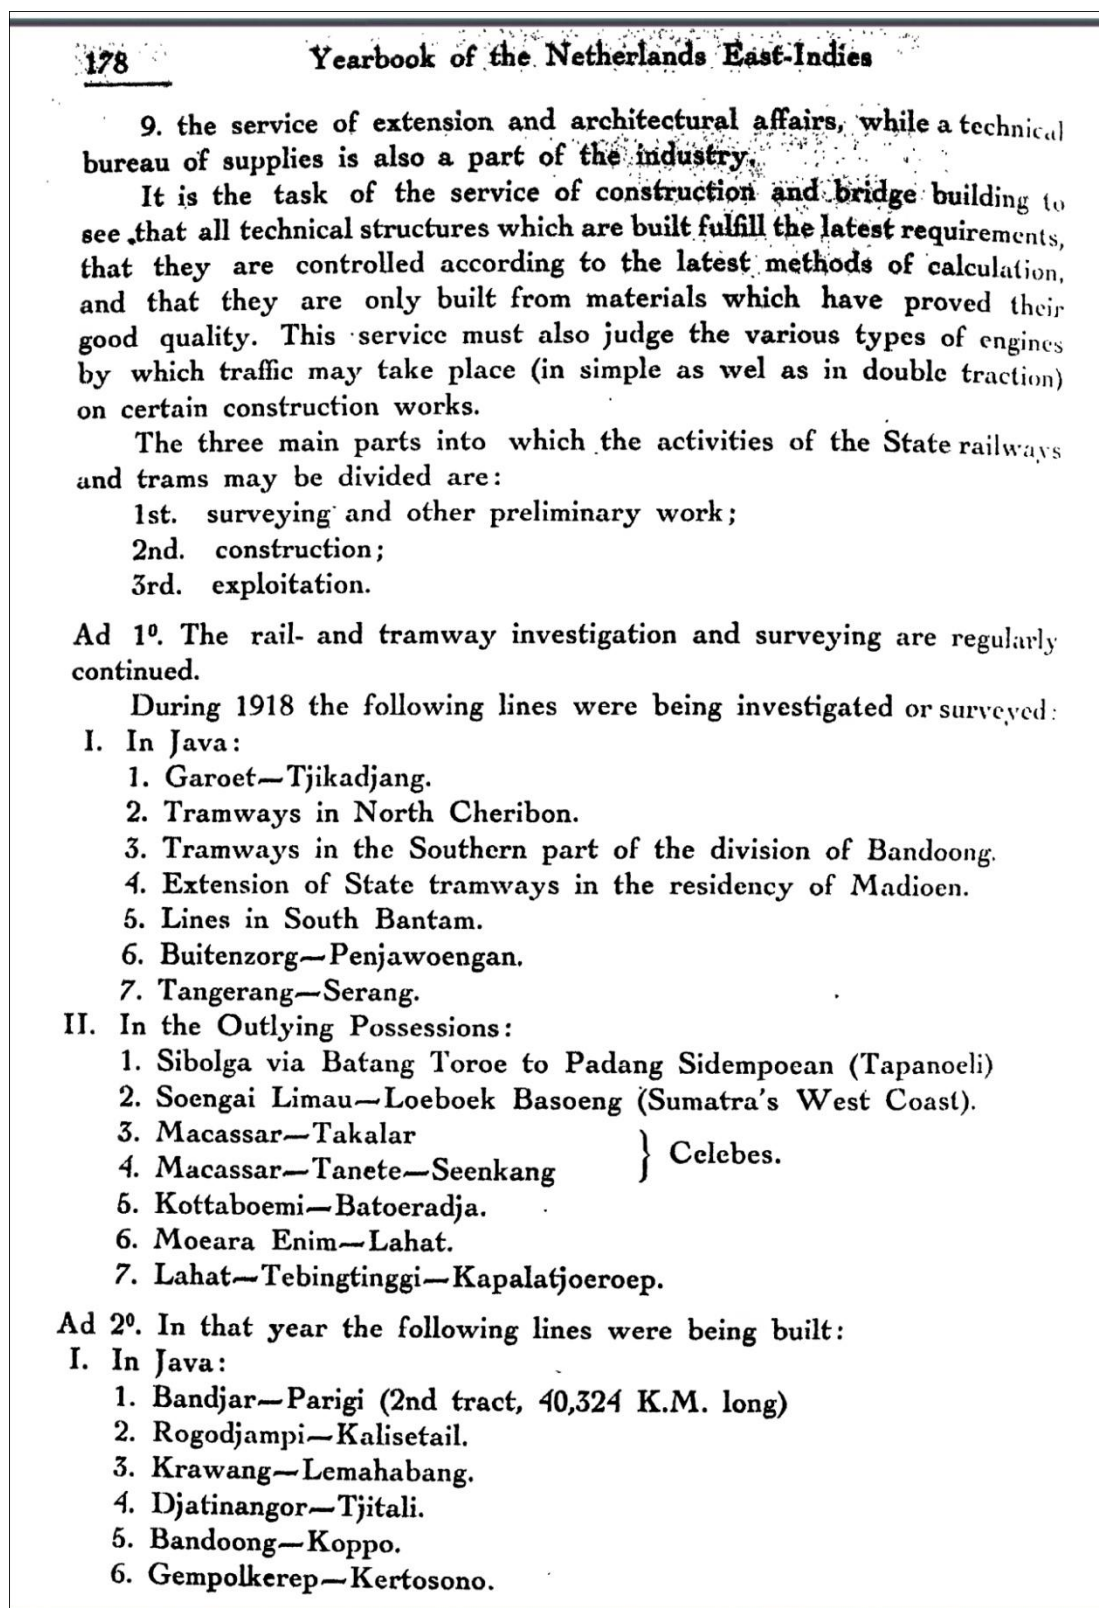 178 Yearbook of the Netherlands East-Indies
9. the service of extension and architectural affairs, while a technical
bureau of supplies is also a part of the industry.
It is the task of the service of construction and bridge building to
see that all technical structures which are built fulfill the latest requirements,
that they are controlled according to the latest methods of calculation,
and that they are only built from materials which have proved their
good quality. This service must also judge the various types of engines
by which traffic may take place (in simple as wel as in double traction)
on certain construction works.
The three main parts into which the activities of the State railways
and trams may be divided are:
1st. surveying and other preliminary work;
2nd. construction;
3rd. exploitation.
Ad 1⁰. The rail- and tramway investigation and surveying are regularly
continued.
During 1918 the following lines were being investigated or surveyed:
I. In Java:
1. Garoet—Tjikadjang.
2. Tramways in North Cheribon.
3. Tramways in the Southern part of the division of Bandoong.
4. Extension of State tramways in the residency of Madioen.
5. Lines in South Bantam.
6. Buitenzorg—Penjawoengan.
7. Tangerang—Serang.
II. In the Outlying Possessions:
1. Sibolga via Batang Toroe to Padang Sidempoean (Tapanoeli)
2. Soengai Limau—Loeboek Basoeng (Sumatra's West Coast).
3. Macassar—Takalar
4. Macassar—Tanete—Seenkang } Celebes.
5. Kottaboemi—Batoeradja.
6. Moeara Enim—Lahat.
7. Lahat—Tebingtinggi—Kapalatjoeroep.
Ad 2⁰. In that year the following lines were being built:
I. In Java:
1. Bandjar—Parigi (2nd tract, 40,324 K.M. long)
2. Rogodjampi—Kalisetail.
3. Krawang—Lemahabang.
4. Djatinangor—Tjitali.
5. Bandoong—Koppo.
6. Gempolkerep—Kertosono.